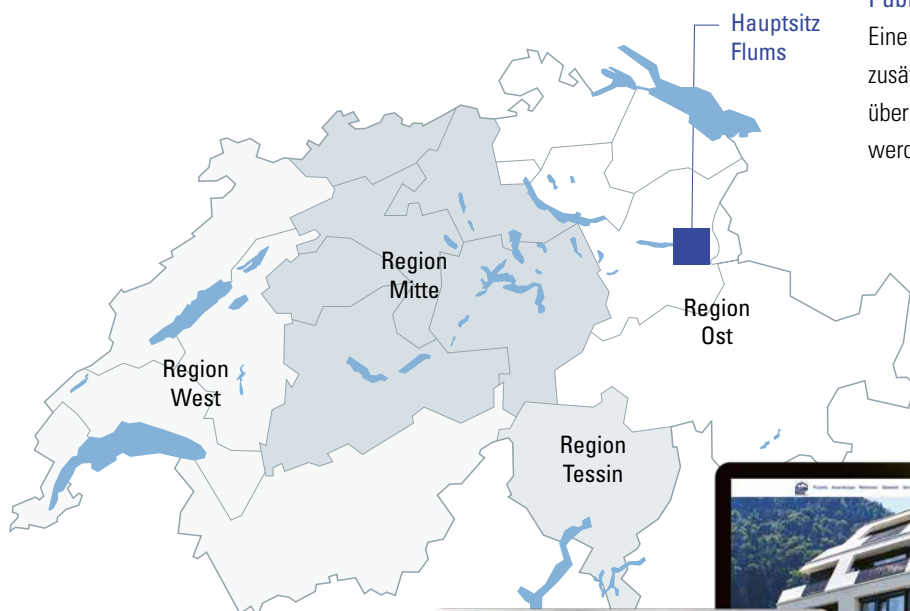 Hauptsitz
Flums
Eine
zusä
über
werd
Region
Mitte
Region
Ost
Region
West
Region
Tessin